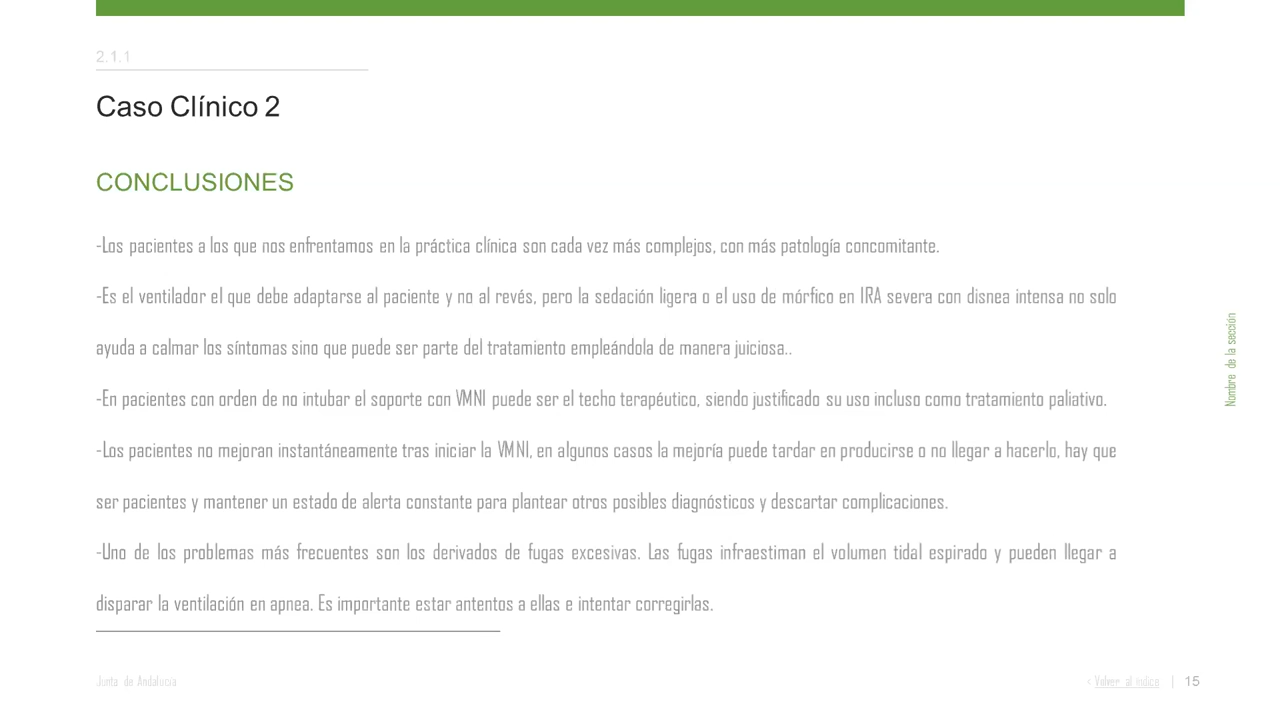 2.1.1
Caso Clínico 2
CONCLUSIONES
-Los pacientes a los que nos enfrentamos en la práctica clínica son cada vez más complejos, con más patología concomitante.
-Es el ventilador el que debe adaptarse al paciente y no al revés, pero la sedación ligera o el uso de mórfico en IRA severa con disnea intensa no solo
ayuda a calmar los síntomas sino que puede ser parte del tratamiento empleándola de manera juiciosa..
-En pacientes con orden de no intubar el soporte con VMNI puede ser el techo terapéutico, siendo justificado su uso incluso como tratamiento paliativo.
-Los pacientes no mejoran instantáneamente tras iniciar la VMNI, en algunos casos la mejoría puede tardar en producirse o no llegar a hacerlo, hay que
ser pacientes y mantener un estado de alerta constante para plantear otros posibles diagnósticos y descartar complicaciones.
-Uno de los problemas más frecuentes son los derivados de fugas excesivas. Las fugas infraestiman el volumen tidal espirado y pueden llegar a
disparar la ventilación en apnea. Es importante estar antentos a ellas e intentar corregirlas.
Nombre de la sección
Junta de Andalucia
< Volver al índice | 15